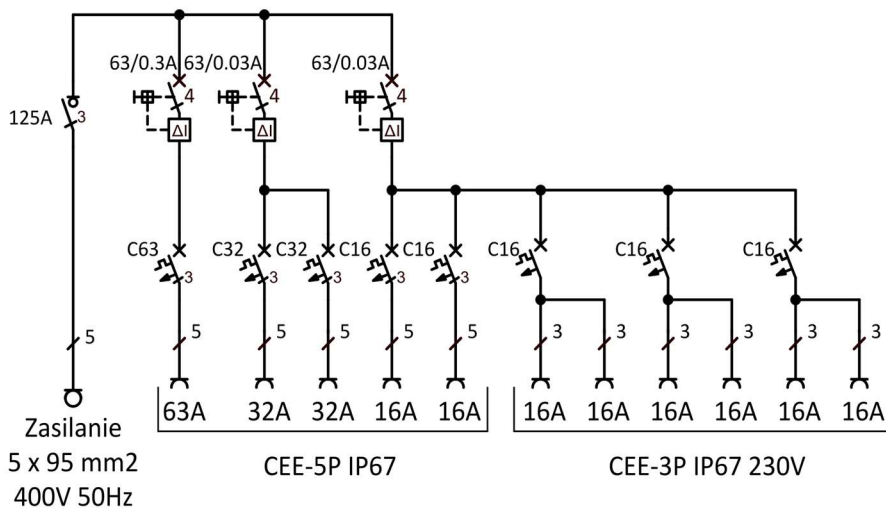 63/0.3A 63/0.03A 63/0.03A
4 4 4
125A 3
ΔI ΔI ΔI
C63 C32 C32 C16 C16 C16 C16 C16
3 3 3 3 3
5 5 5 5 5 5 3 3 3 3 3 3
63A 32A 32A 16A 16A 16A 16A 16A 16A 16A 16A
Zasilanie
5 x 95 mm2
400V 50Hz
CEE-5P IP67
CEE-3P IP67 230V